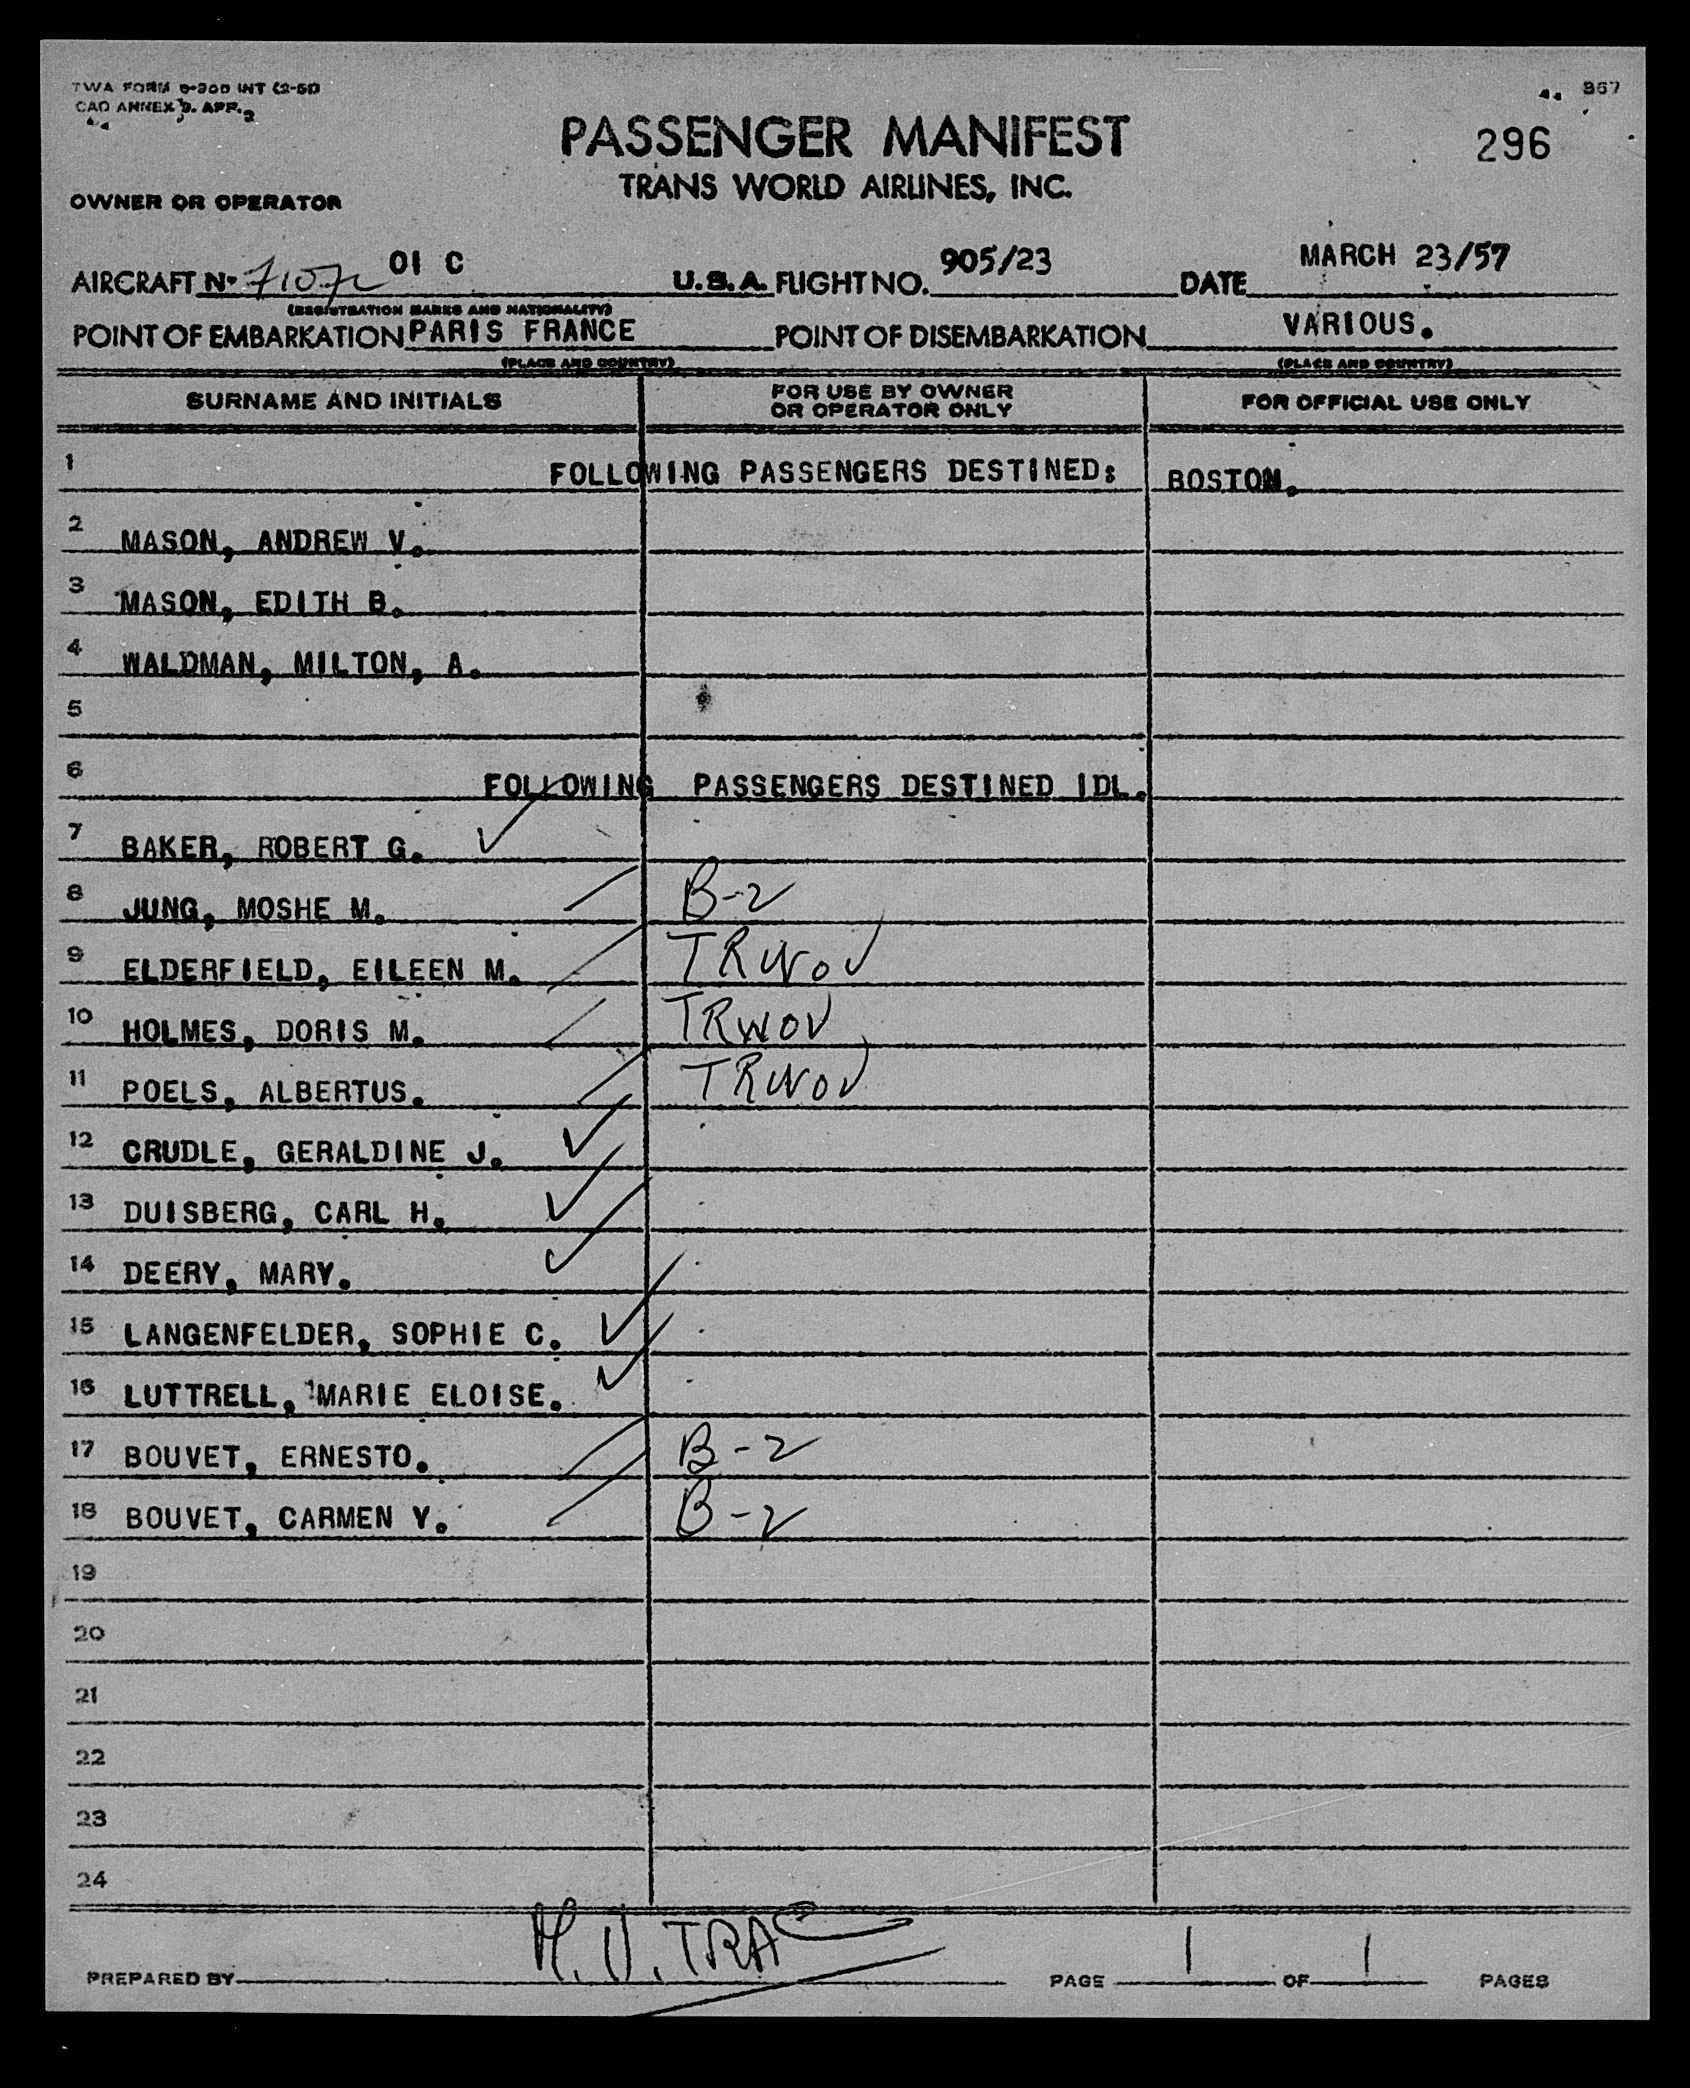 TWA FORM INT (2-51)
867
ANNEX 9. APP. 2
PASSENGER MANIFEST
296
TRANS WORLD AIRLINES, INC.
OWNER OR OPERATOR
AIRCRAFT No 01 C U.S.A. FLIGHT NO. 905/23 DATE MARCH 23/57
(REGISTRATION MARKS AND NATIONALITY)
POINT OF EMBARKATION PARIS FRANCE POINT OF DISEMBARKATION VARIOUS.
(PLACE AND COUNTRY) (PLACE AND COUNTRY)
SURNAME AND INITIALS FOR USE BY OWNER OR OPERATOR ONLY FOR OFFICIAL USE ONLY
1 FOLLOWING PASSENGERS DESTINED: BOSTON.
2 MASON, ANDREW V.
3 MASON, EDITH B.
4 WALDMAN, MILTON, A.
5
6 FOLLOWING PASSENGERS DESTINED IDL.
7 BAKER, ROBERT G. ✓
8 JUNG, MOSHE M. / B-2
9 ELDERFIELD, EILEEN M. / TRWOV
10 HOLMES, DORIS M. / TRWOV
11 POELS, ALBERTUS. / TRWOV
12 CRUDLE, GERALDINE J. ✓
13 DUISBERG, CARL H. ✓
14 DEERY, MARY. ✓
15 LANGENFELDER, SOPHIE C. ✓
16 LUTTRELL, MARIE ELOISE. ✓
17 BOUVET, ERNESTO. / B-2
18 BOUVET, CARMEN Y. / B-2
19
20
21
22
23
24
PREPARED BY PAGE 1 OF 1 PAGES